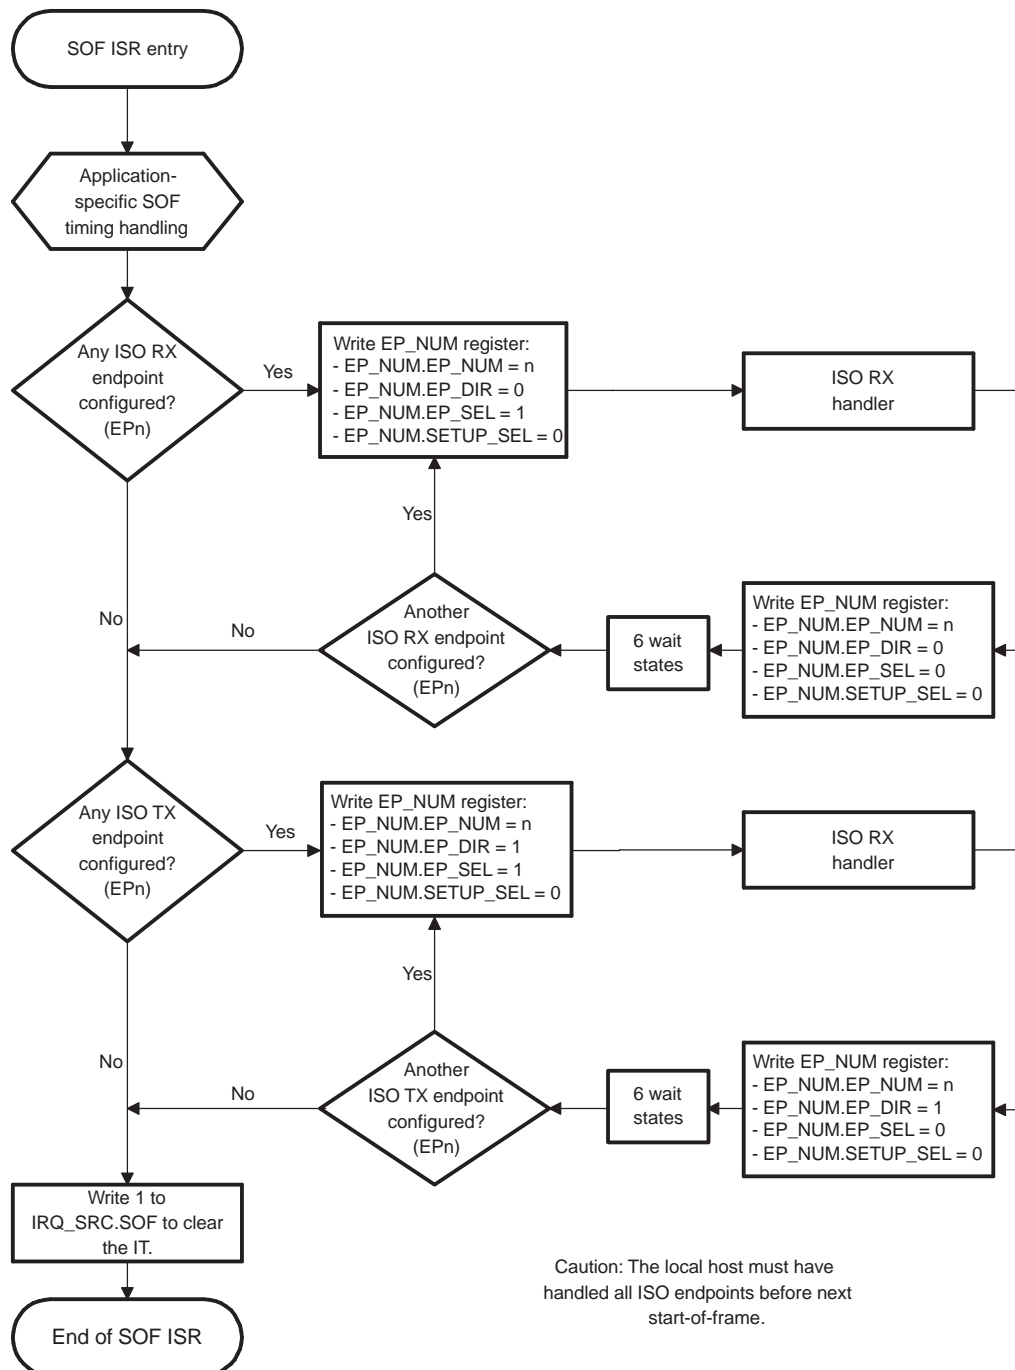 SOF ISR entry
Application-
specific SOF
timing handling
Any ISO RX
endpoint
configured?
(EPn)
Yes
Write EP_NUM register:
- EP_NUM.EP_NUM = n
- EP_NUM.EP_DIR = 0
- EP_NUM.EP_SEL = 1
- EP_NUM.SETUP_SEL = 0
ISO RX
handler
Yes
No
No
Another
ISO RX endpoint
configured?
(EPn)
6 wait
states
Write EP_NUM register:
- EP_NUM.EP_NUM = n
- EP_NUM.EP_DIR = 0
- EP_NUM.EP_SEL = 0
- EP_NUM.SETUP_SEL = 0
Any ISO TX
endpoint
configured?
(EPn)
Yes
Write EP_NUM register:
- EP_NUM.EP_NUM = n
- EP_NUM.EP_DIR = 1
- EP_NUM.EP_SEL = 1
- EP_NUM.SETUP_SEL = 0
ISO RX
handler
Yes
No
No
Another
ISO TX endpoint
configured?
(EPn)
6 wait
states
Write EP_NUM register:
- EP_NUM.EP_NUM = n
- EP_NUM.EP_DIR = 1
- EP_NUM.EP_SEL = 0
- EP_NUM.SETUP_SEL = 0
Write 1 to
IRQ_SRC.SOF to clear
the IT.
Caution: The local host must have
handled all ISO endpoints before next
start-of-frame.
End of SOF ISR